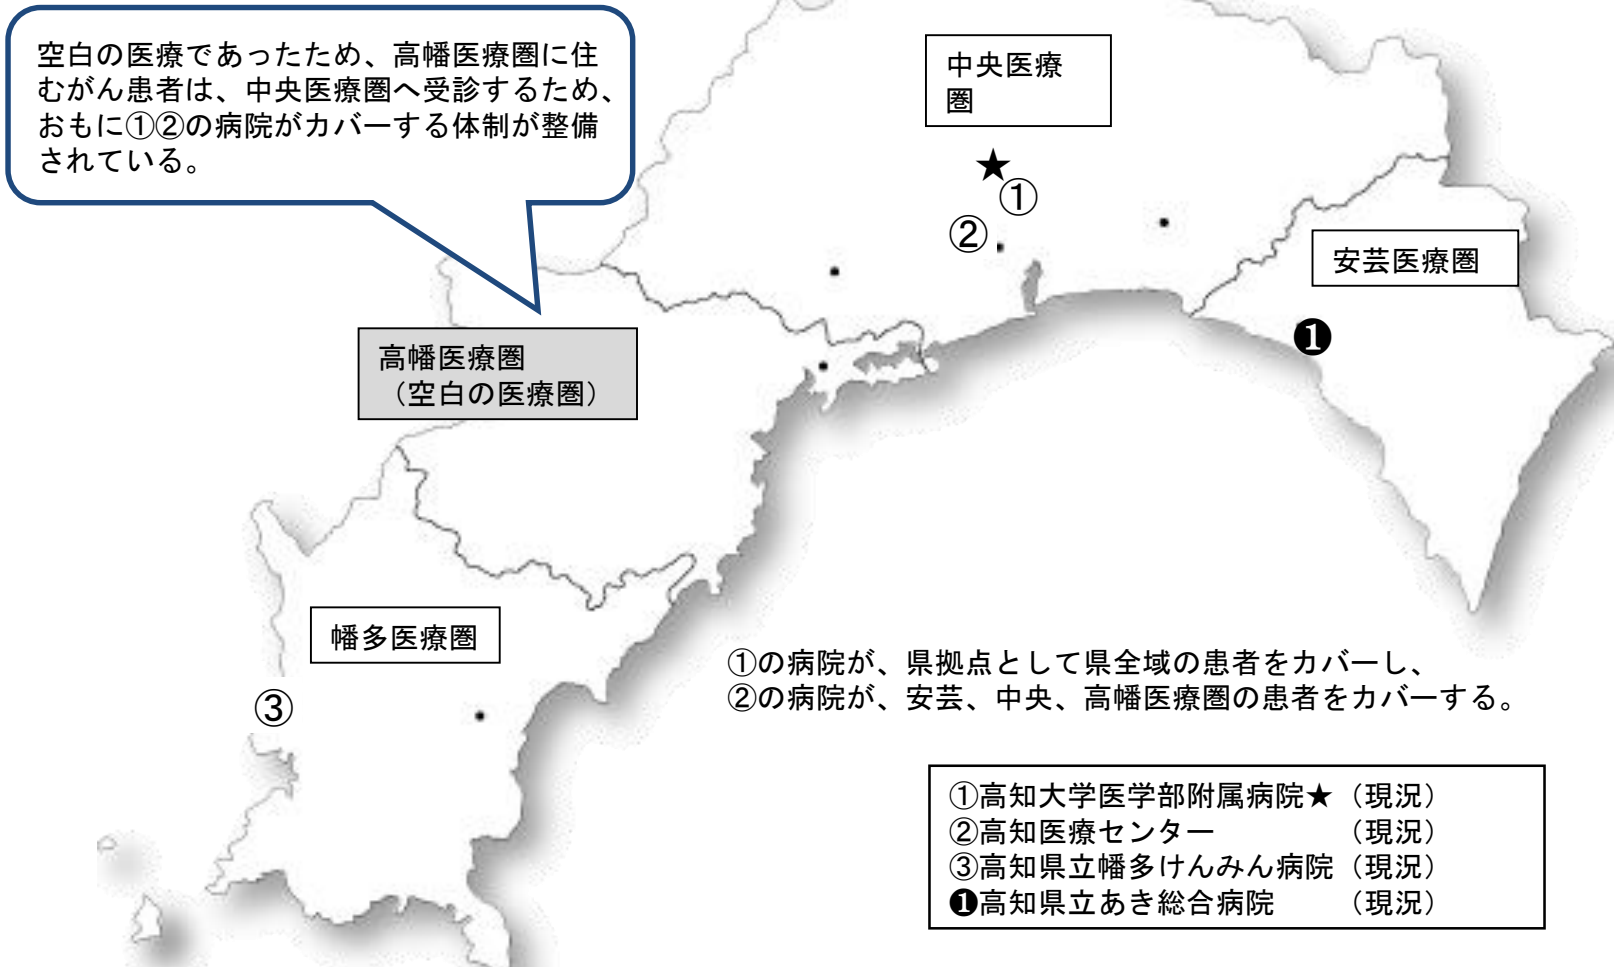 空白の医療であったため、高幡医療圏に住
むがん患者は、中央医療圏へ受診するため、
おもに①②の病院がカバーする体制が整備
されている。
中央医療
圏
★
①
②
安芸医療圏
❶
高幡医療圏
（空白の医療圏）
幡多医療圏
③
①の病院が、県拠点として県全域の患者をカバーし、
②の病院が、安芸、中央、高幡医療圏の患者をカバーする。
①高知大学医学部附属病院★（現況）
②高知医療センター　　　　（現況）
③高知県立幡多けんみん病院（現況）
❶高知県立あき総合病院　　（現況）